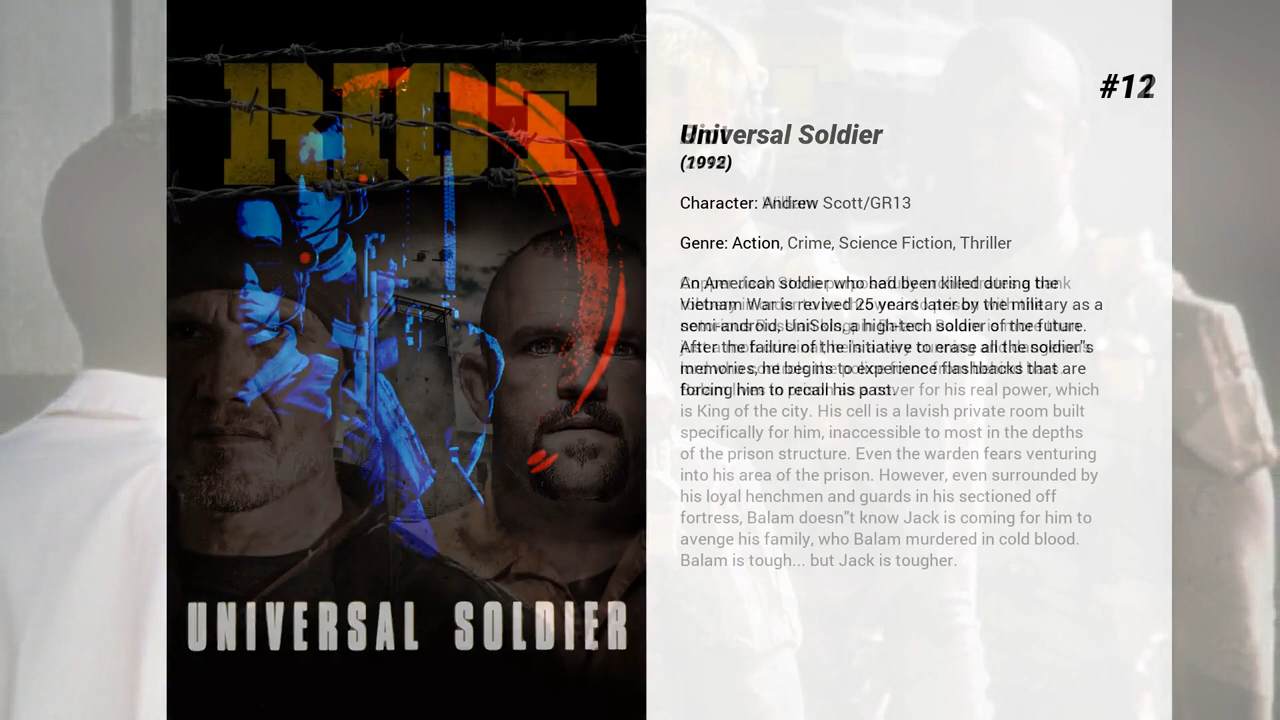 RIOT
UNIVERSAL SOLDIER
#12
Universal Soldier
(1992)
Character: Andrew Scott/GR13
Genre: Action, Crime, Science Fiction, Thriller
An American Soldier who had been killed during the
Vietnam War is revived 25 years later by the military as a
semi-android, UniSols, a high-tech soldier of the future.
After the failure of the initiative to erase all the soldier"s
memories, he begins to experience flashbacks that are
forcing him to recall his past.
for his real power, which
is King of the city. His cell is a lavish private room built
specifically for him, inaccessible to most in the depths
of the prison structure. Even the warden fears venturing
into his area of the prison. However, even surrounded by
his loyal henchmen and guards in his sectioned off
fortress, Balam doesn"t know Jack is coming for him to
avenge his family, who Balam murdered in cold blood.
Balam is tough... but Jack is tougher.